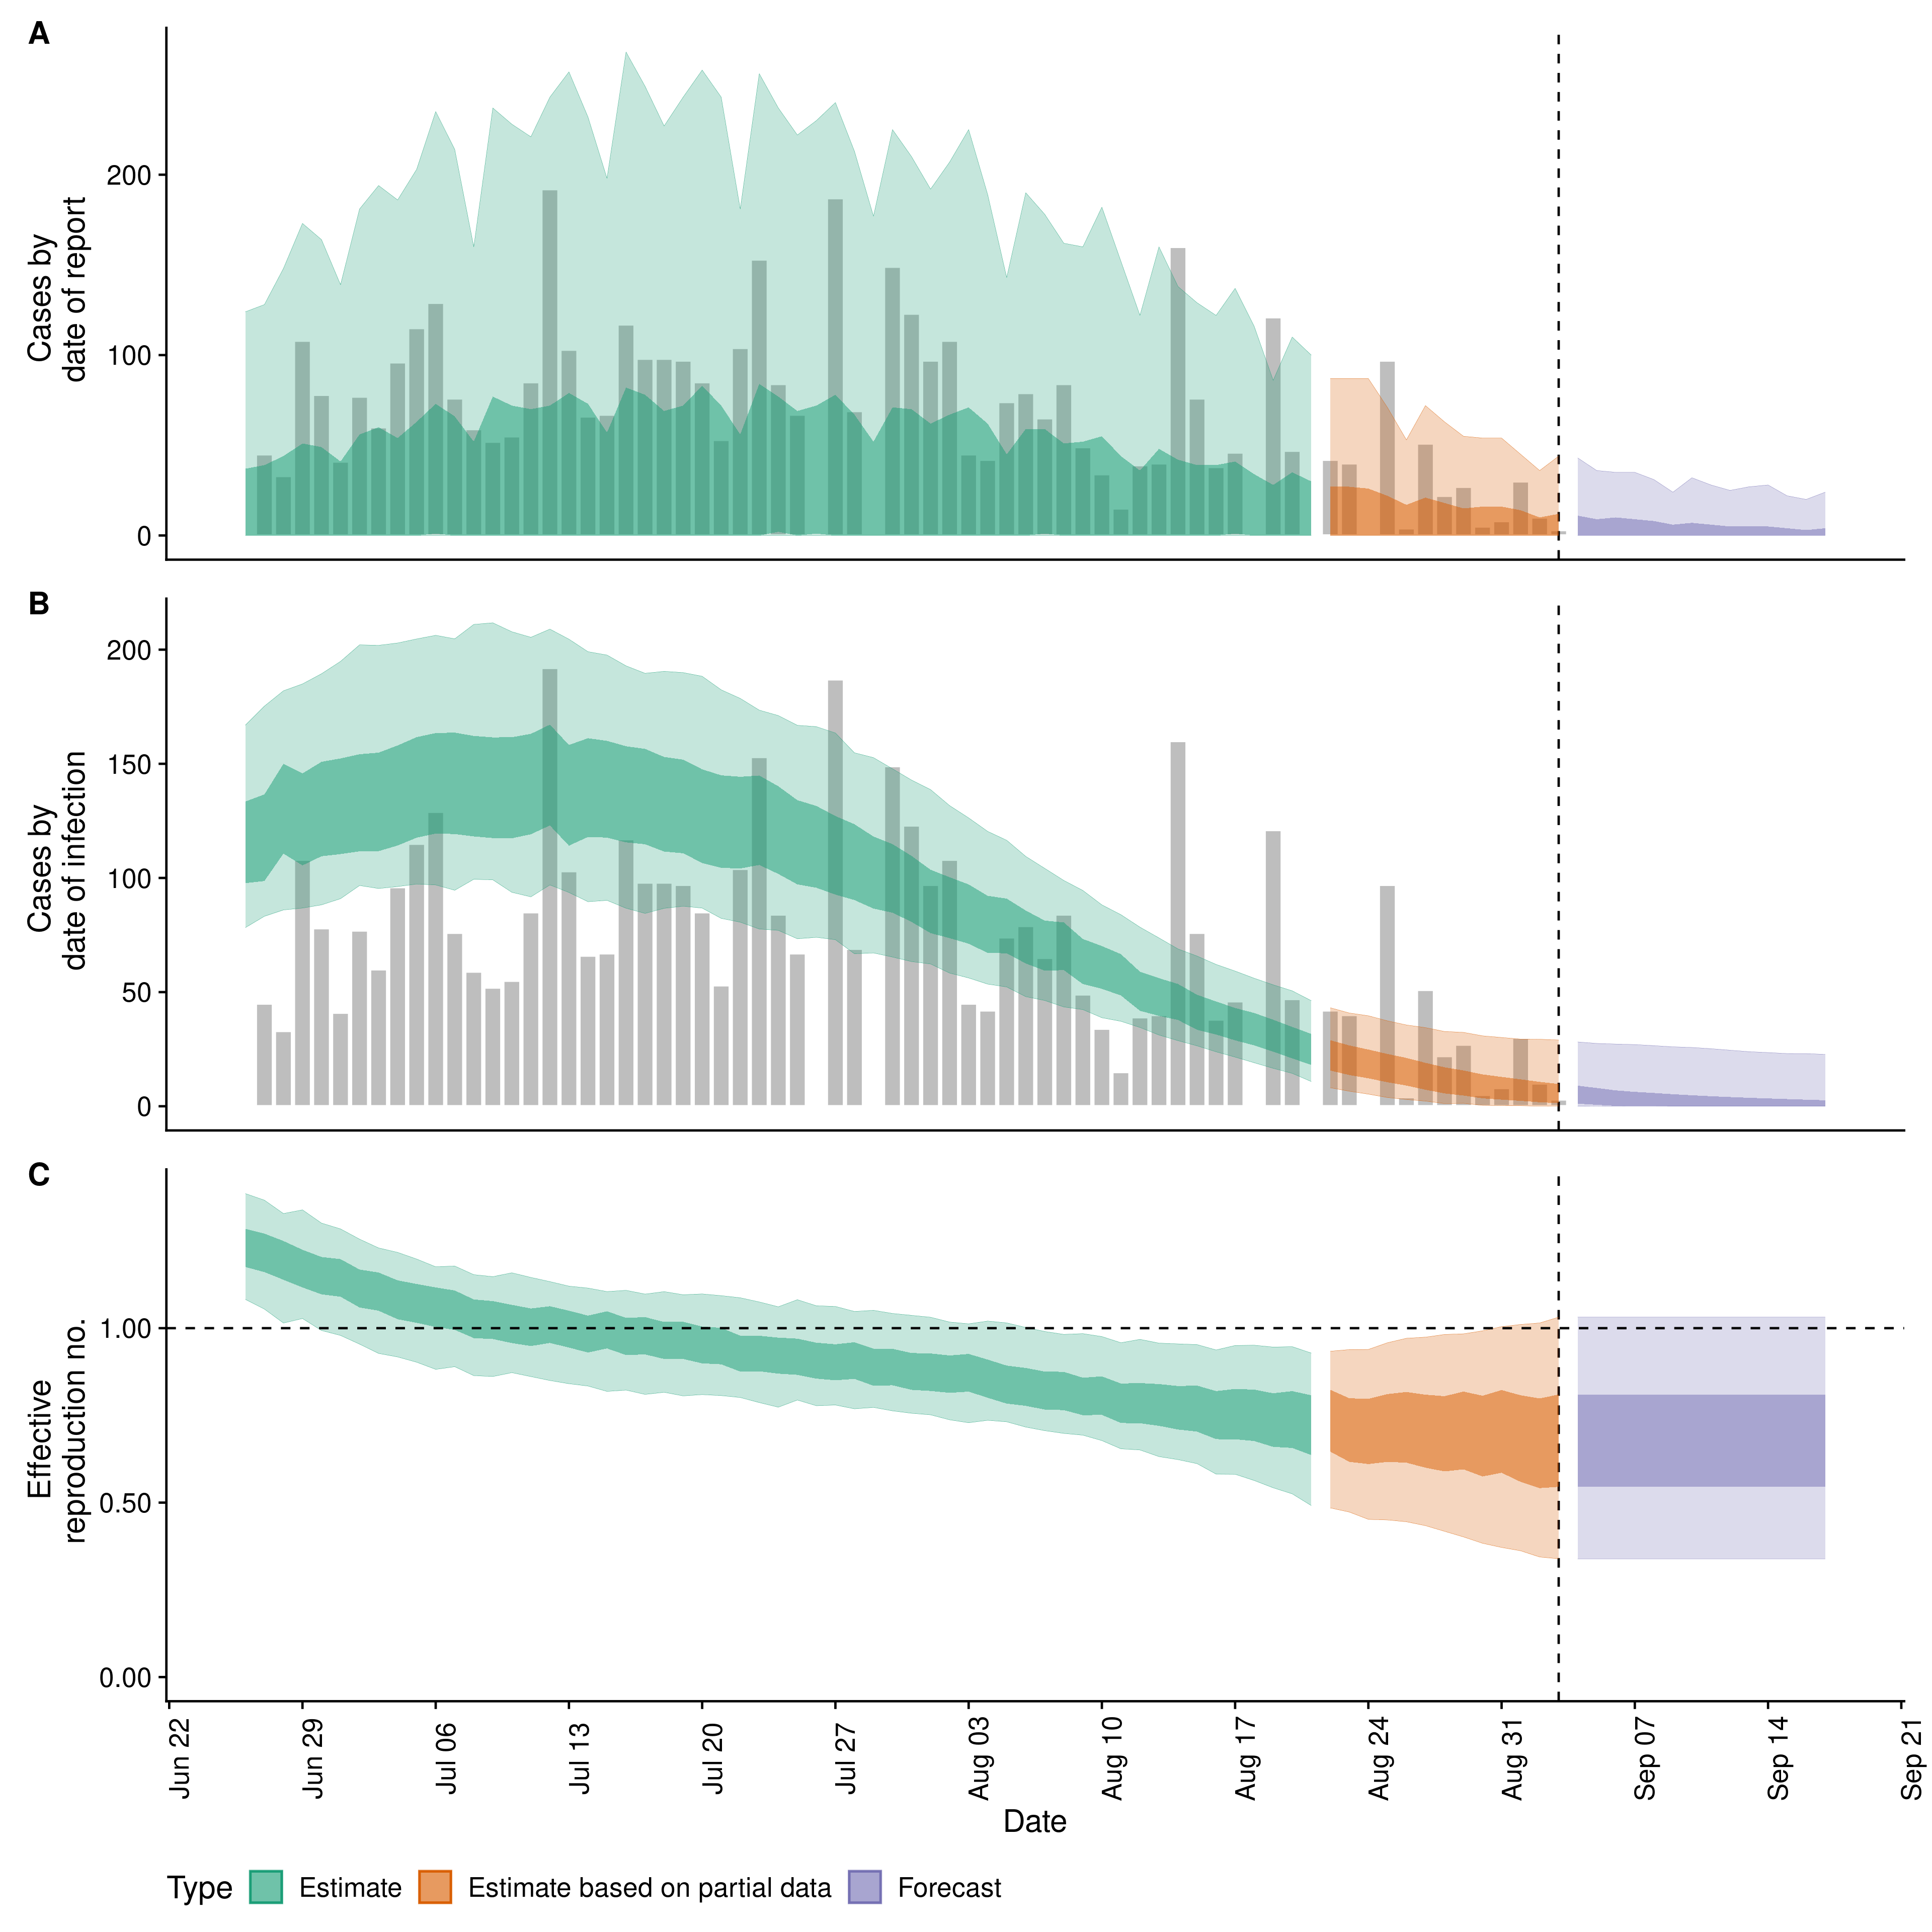 A
Cases by
date of report
200
100
0
B
Cases by
date of infection
200
150
100
50
0
C
Effective
reproduction no.
1.00
0.50
0.00
Jun 22
Jun 29
Jul 06
Jul 13
Jul 20
Jul 27
Aug 03
Aug 10
Aug 17
Aug 24
Aug 31
Sep 07
Sep 14
Sep 21
Date
Type Estimate Estimate based on partial data Forecast